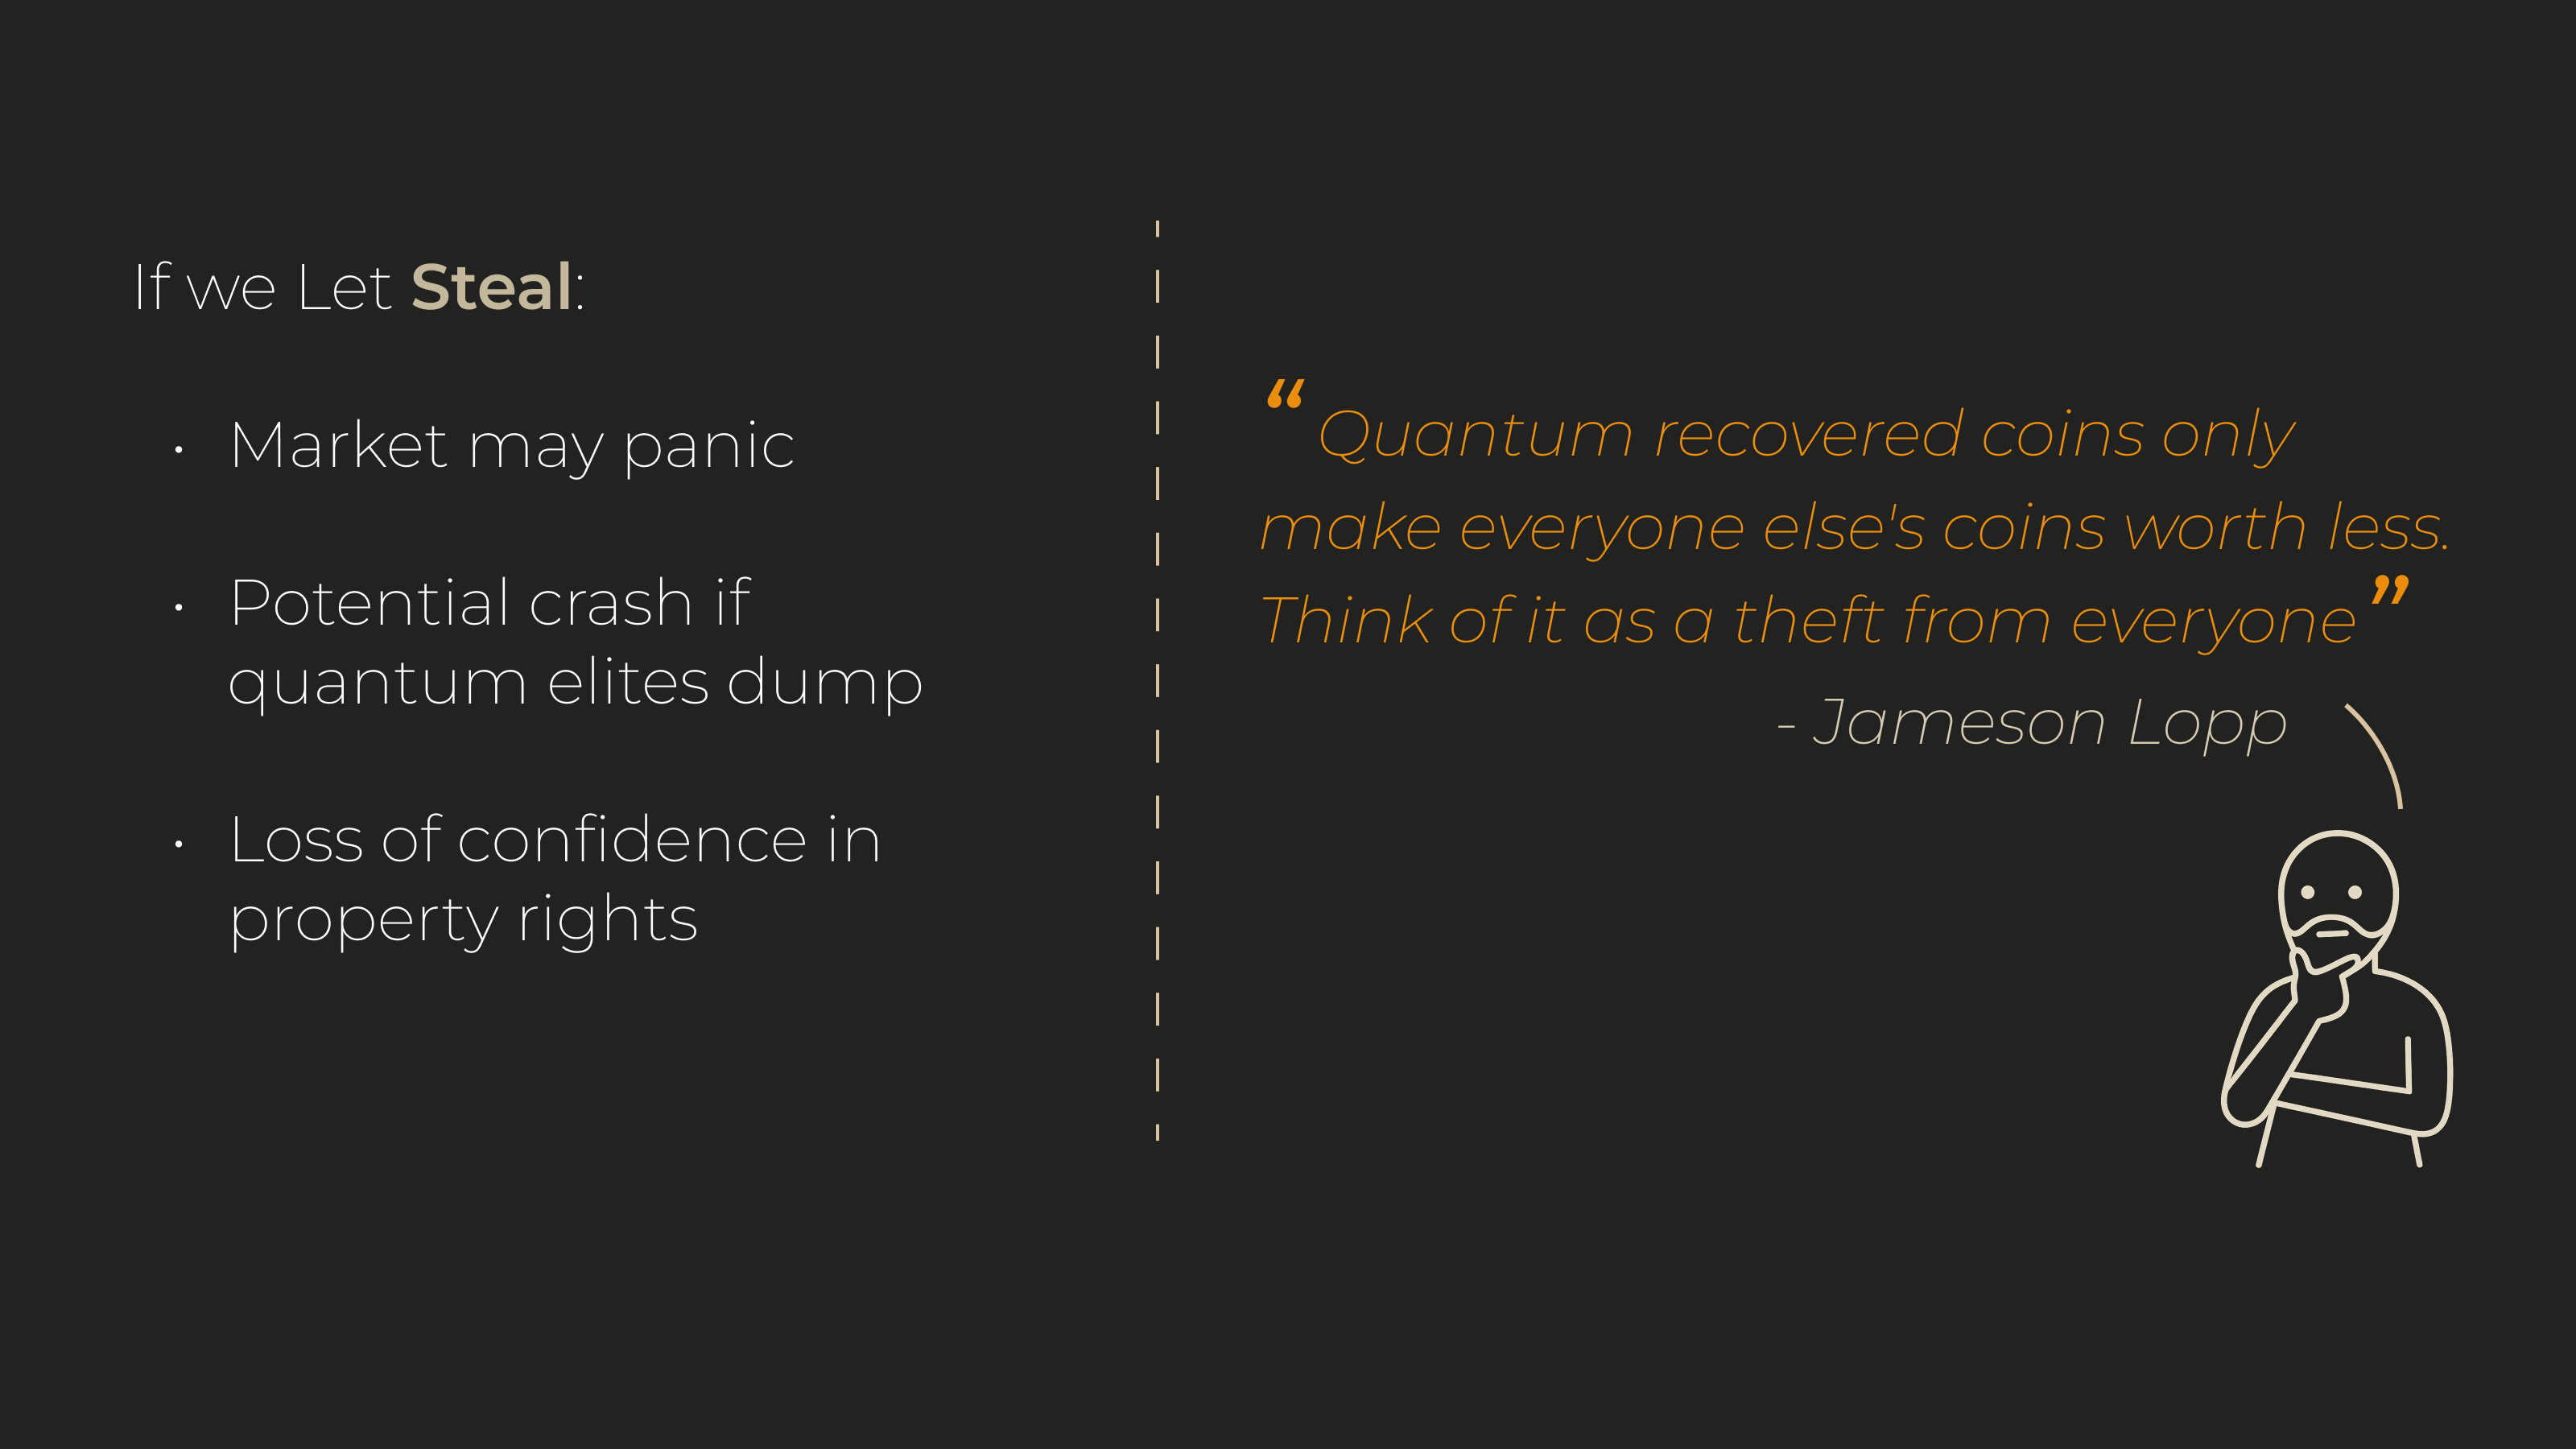 If we Let Steal:
• Market may panic
• Potential crash if
quantum elites dump
• Loss of confidence in
property rights
“ Quantum recovered coins only
make everyone else's coins worth less.
Think of it as a theft from everyone”
- Jameson Lopp